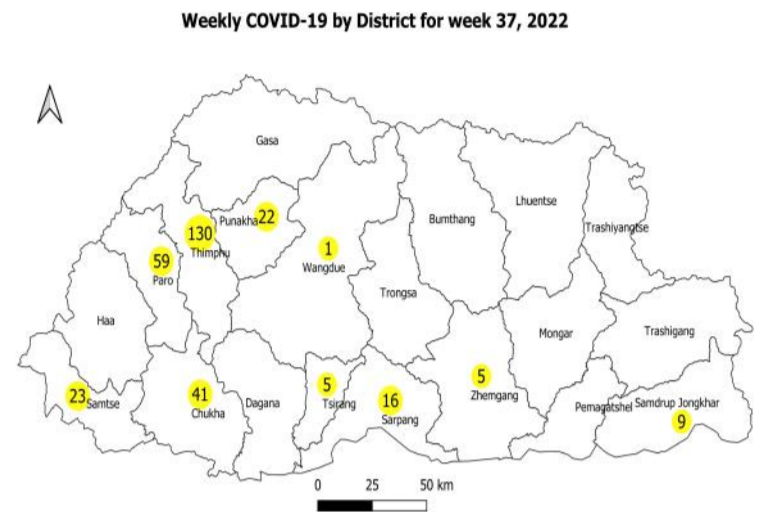 Weekly COVID-19 by District for week 37, 2022
Gasa
Lhuentse
Punakha 22
Bumthang
Trashiyangtse
130
Thimphu
1
Wangdue
59
Paro
Trongsa
Haa
Mongar
Trashigang
5
Zhemgang
23 Samtse
41
Chukha
Dagana
5
Tsirang
16
Sarpang
Pemagatshel
Samdrup Jongkhar
9
0 25 50 km